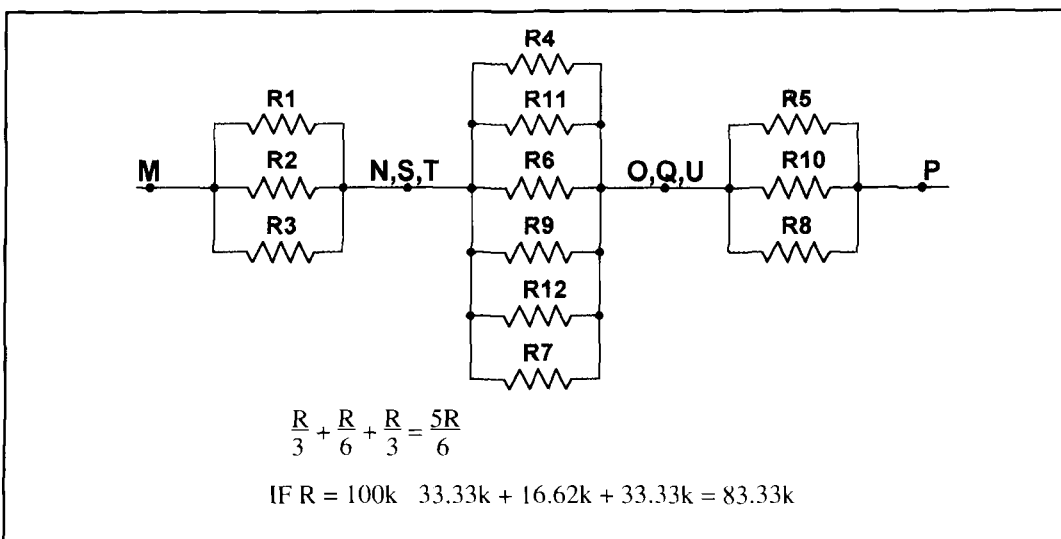 R4
R1 R11 R5
M R2 N,S,T R6 O,Q,U R10 P
R3 R9 R8
R12
R7
R/3 + R/6 + R/3 = 5R/6
IF R = 100k 33.33k + 16.62k + 33.33k = 83.33k